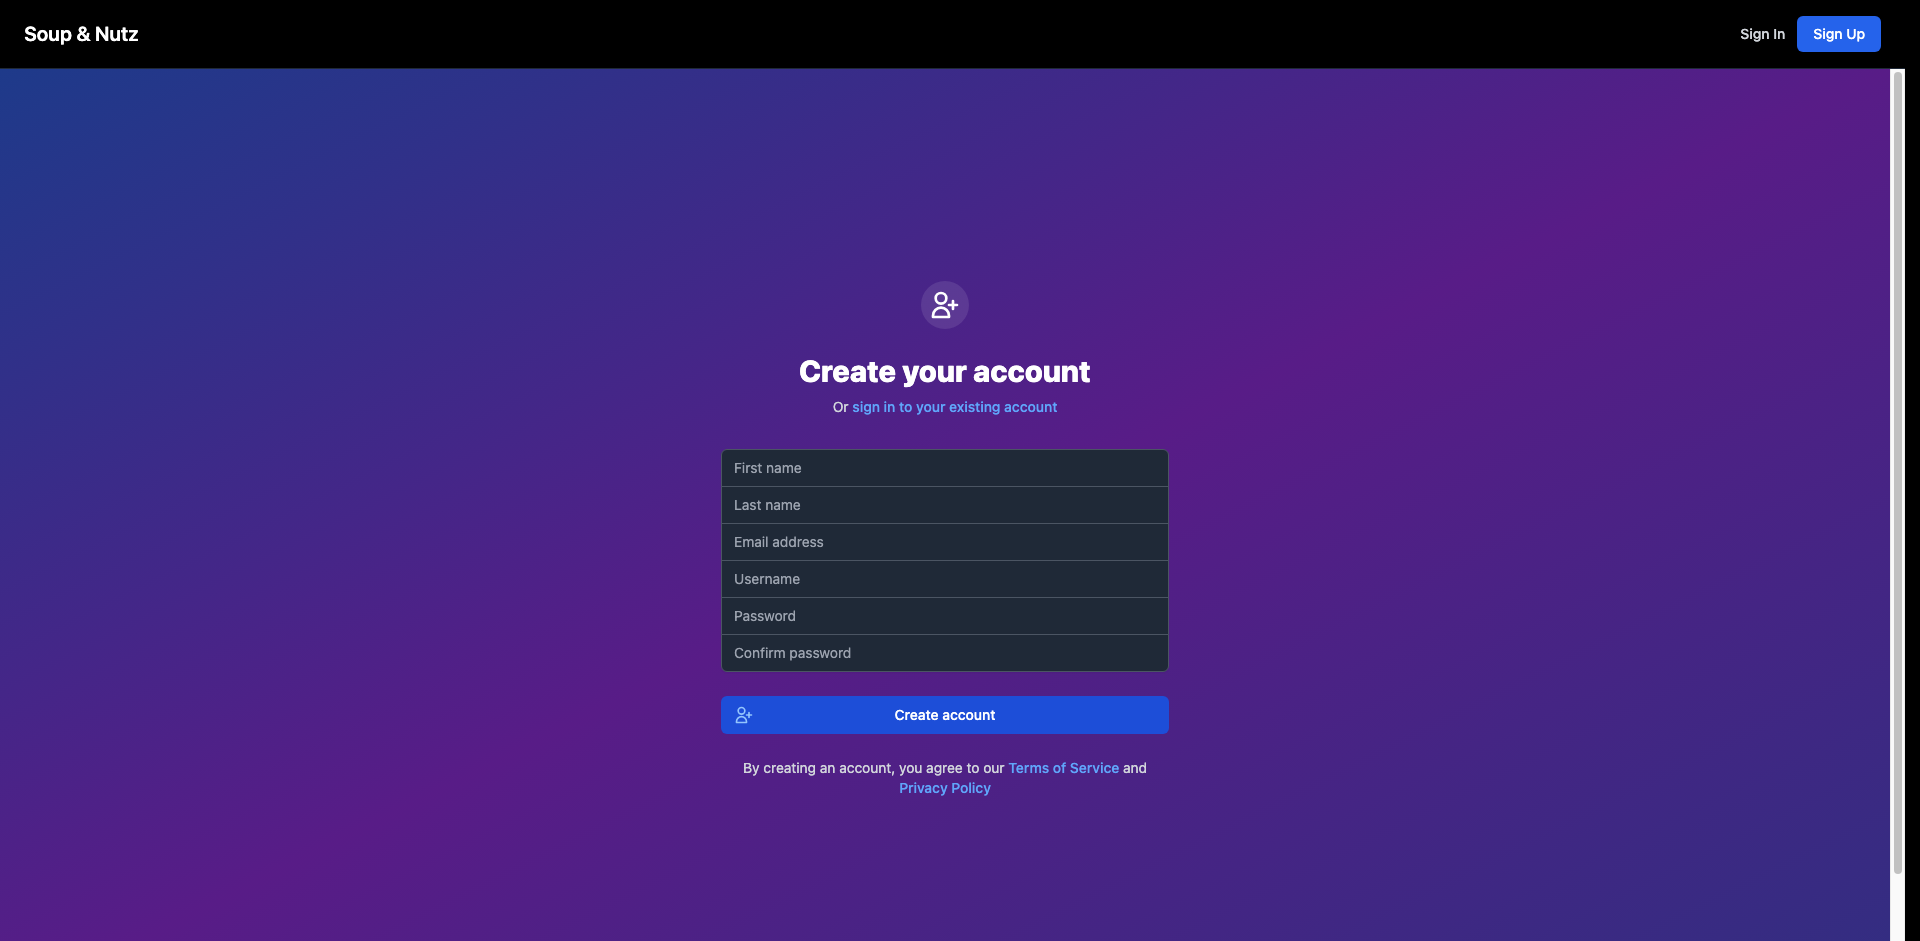 Soup & Nutz
Sign In
Sign Up
Create your account
Or sign in to your existing account
First name
Last name
Email address
Username
Password
Confirm password
Create account
By creating an account, you agree to our Terms of Service and
Privacy Policy